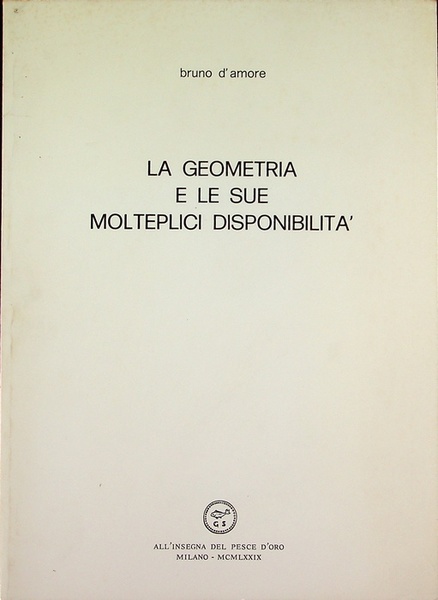 bruno d'amore
LA GEOMETRIA
E LE SUE
MOLTEPLICI DISPONIBILITA'
G S
ALL'INSEGNA DEL PESCE D'ORO
MILANO - MCMLXXIX